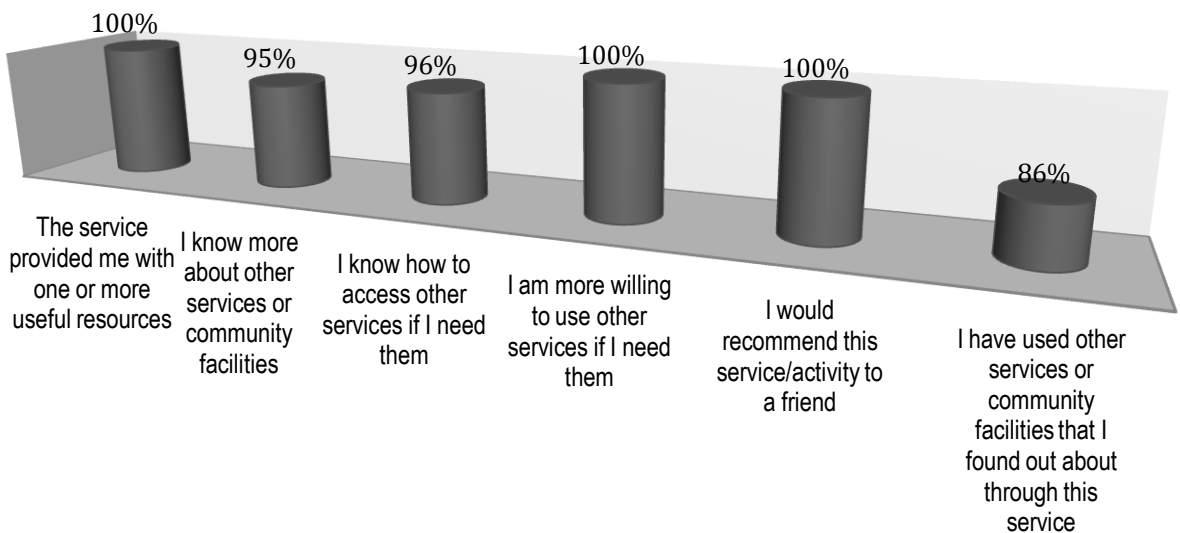 100%
95%
96%
100%
100%
86%
The service
provided me with
one or more
useful resources
I know more
about other
services or
community
facilities
I know how to
access other
services if I need
them
I am more willing
to use other
services if I need
them
I would
recommend this
service/activity to
a friend
I have used other
services or
community
facilities that I
found out about
through this
service